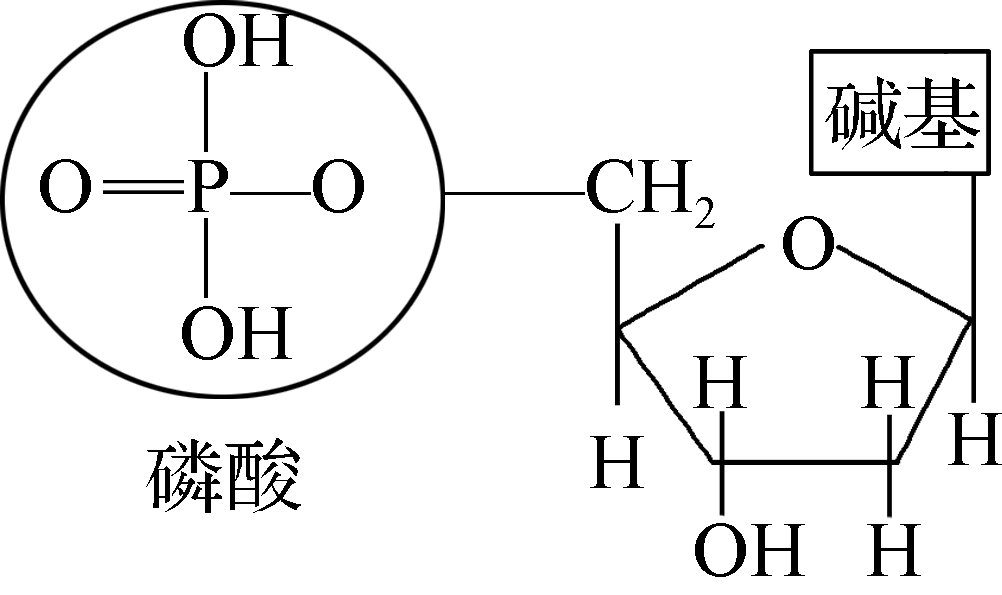 OH
碱基
O=P—O—CH₂
O
OH
H H
H H
磷酸
OH H